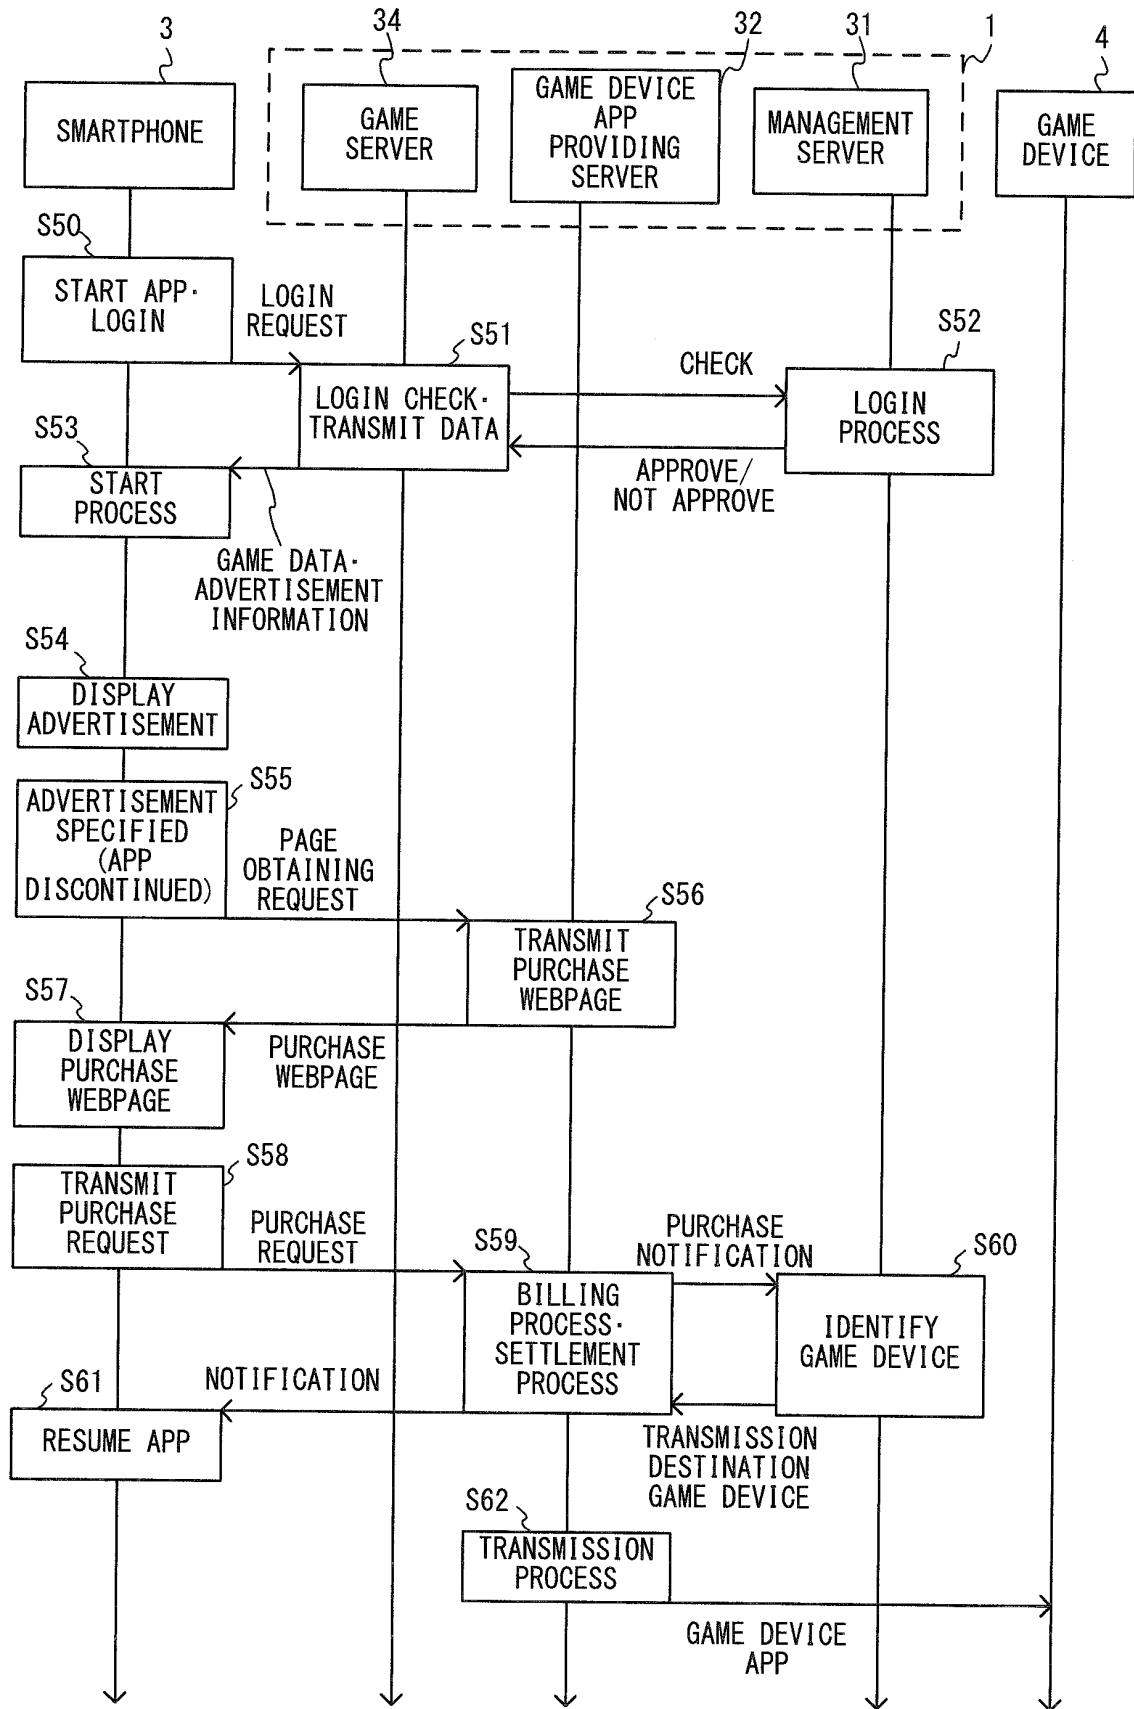 3
34
32
31
1
4
SMARTPHONE
GAME
SERVER
GAME DEVICE
APP
PROVIDING
SERVER
MANAGEMENT
SERVER
GAME
DEVICE
S50
START APP·
LOGIN
LOGIN
REQUEST
S51
LOGIN CHECK·
TRANSMIT DATA
CHECK
S52
LOGIN
PROCESS
APPROVE/
NOT APPROVE
S53
START
PROCESS
GAME DATA·
ADVERTISEMENT
INFORMATION
S54
DISPLAY
ADVERTISEMENT
S55
ADVERTISEMENT
SPECIFIED
(APP
DISCONTINUED)
PAGE
OBTAINING
REQUEST
S56
TRANSMIT
PURCHASE
WEBPAGE
S57
DISPLAY
PURCHASE
WEBPAGE
PURCHASE
WEBPAGE
S58
TRANSMIT
PURCHASE
REQUEST
PURCHASE
REQUEST
S59
BILLING
PROCESS·
SETTLEMENT
PROCESS
PURCHASE
NOTIFICATION
S60
IDENTIFY
GAME DEVICE
S61
RESUME APP
NOTIFICATION
TRANSMISSION
DESTINATION
GAME DEVICE
S62
TRANSMISSION
PROCESS
GAME DEVICE
APP